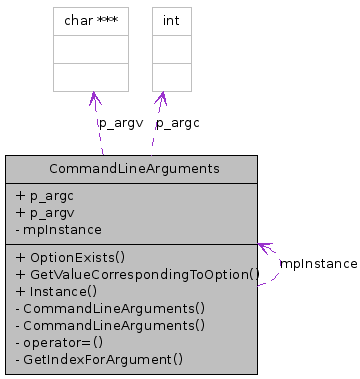 char ***
int
p_argv
p_argc
CommandLineArguments
+ p_argc
+ p_argv
- mpInstance
+ OptionExists()
+ GetValueCorrespondingToOption()
+ Instance()
- CommandLineArguments()
- CommandLineArguments()
- operator=()
- GetIndexForArgument()
mpInstance